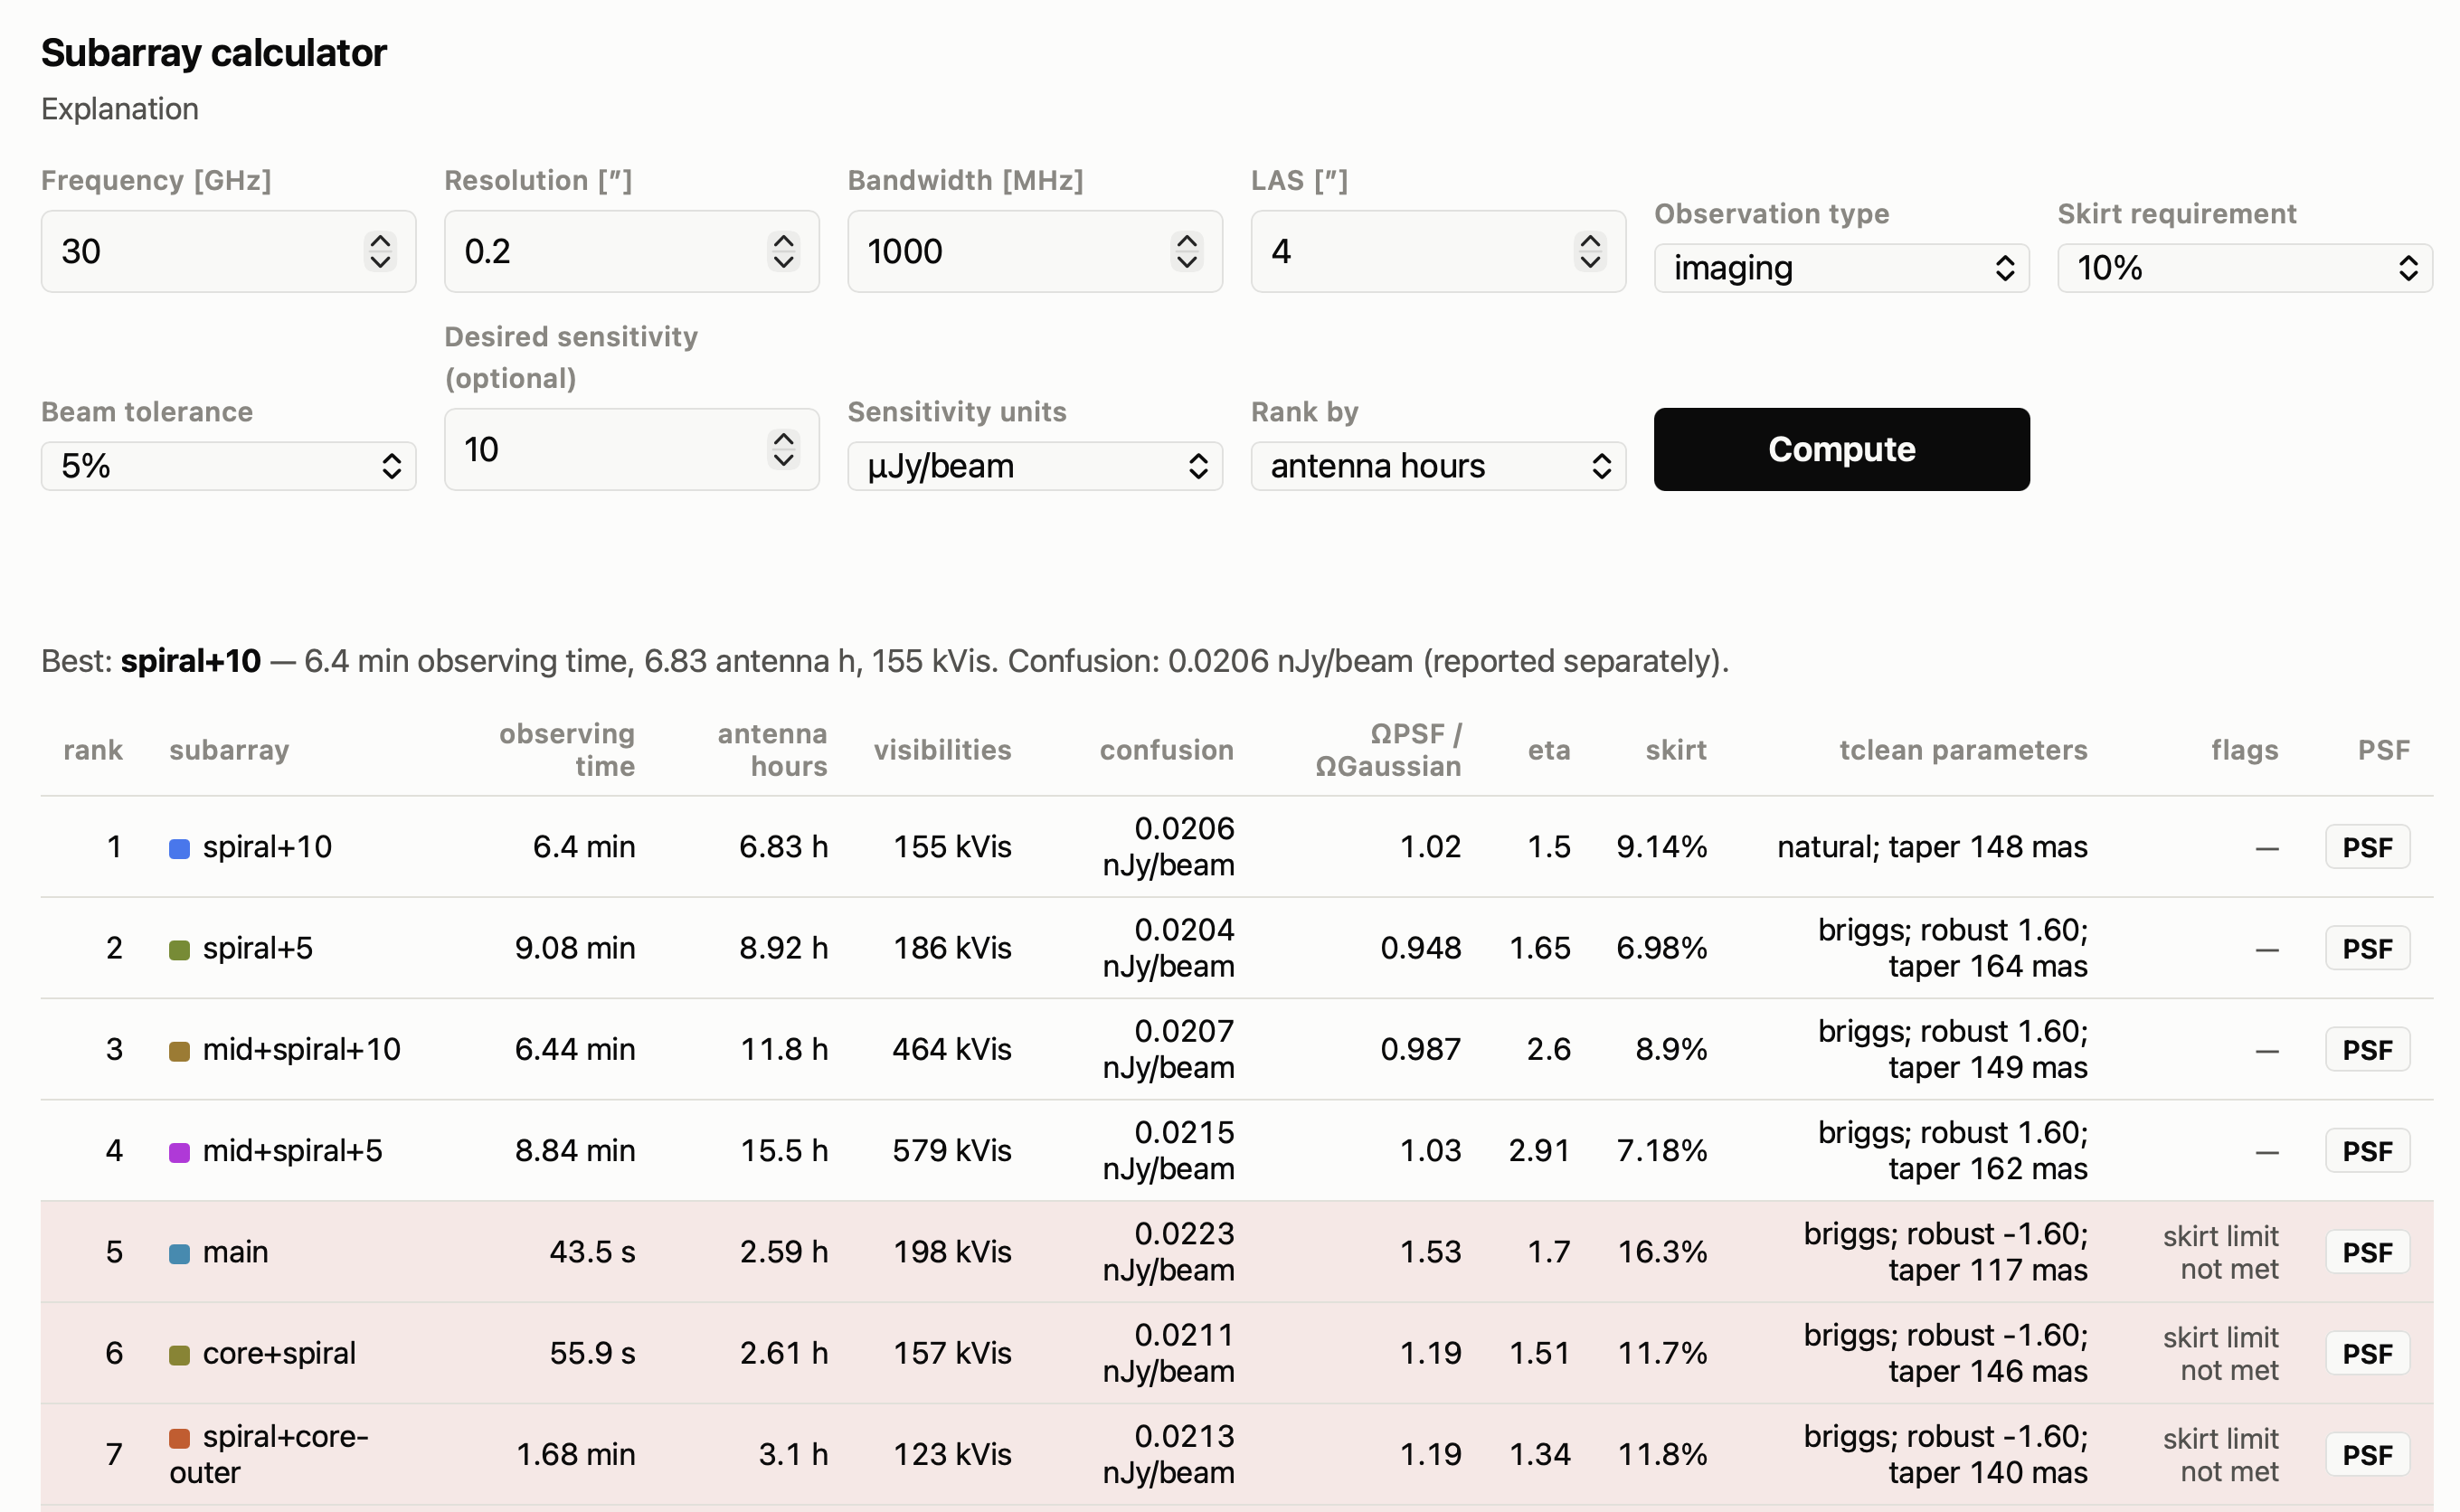 Subarray calculator
Explanation
Frequency [GHz]
Resolution [″]
Bandwidth [MHz]
LAS [″]
Observation type
Skirt requirement
30
0.2
1000
4
imaging
10%
Beam tolerance
Desired sensitivity
(optional)
Sensitivity units
Rank by
5%
10
µJy/beam
antenna hours
Compute
Best: spiral+10 — 6.4 min observing time, 6.83 antenna h, 155 kVis. Confusion: 0.0206 nJy/beam (reported separately).
rank subarray observing time antenna hours visibilities confusion ΩPSF / ΩGaussian eta skirt tclean parameters flags PSF
1 spiral+10 6.4 min 6.83 h 155 kVis 0.0206 nJy/beam 1.02 1.5 9.14% natural; taper 148 mas — PSF
2 spiral+5 9.08 min 8.92 h 186 kVis 0.0204 nJy/beam 0.948 1.65 6.98% briggs; robust 1.60; taper 164 mas — PSF
3 mid+spiral+10 6.44 min 11.8 h 464 kVis 0.0207 nJy/beam 0.987 2.6 8.9% briggs; robust 1.60; taper 149 mas — PSF
4 mid+spiral+5 8.84 min 15.5 h 579 kVis 0.0215 nJy/beam 1.03 2.91 7.18% briggs; robust 1.60; taper 162 mas — PSF
5 main 43.5 s 2.59 h 198 kVis 0.0223 nJy/beam 1.53 1.7 16.3% briggs; robust -1.60; taper 117 mas skirt limit not met PSF
6 core+spiral 55.9 s 2.61 h 157 kVis 0.0211 nJy/beam 1.19 1.51 11.7% briggs; robust -1.60; taper 146 mas skirt limit not met PSF
7 spiral+core-outer 1.68 min 3.1 h 123 kVis 0.0213 nJy/beam 1.19 1.34 11.8% briggs; robust -1.60; taper 140 mas skirt limit not met PSF